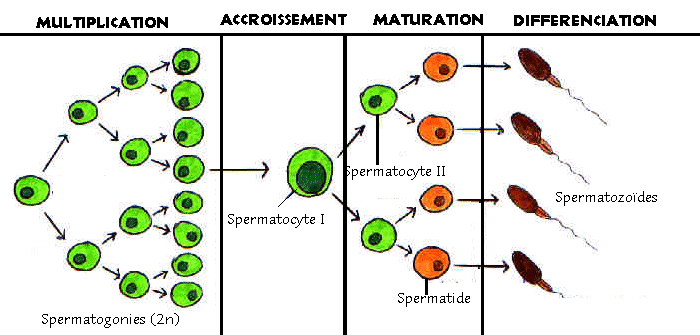 MULTIPLICATION
ACCROISSEMENT
MATURATION
DIFFERENCIATION
Spermatocyte II
Spermatozoïdes
Spermatocyte I
Spermatide
Spermatogonies (2n)